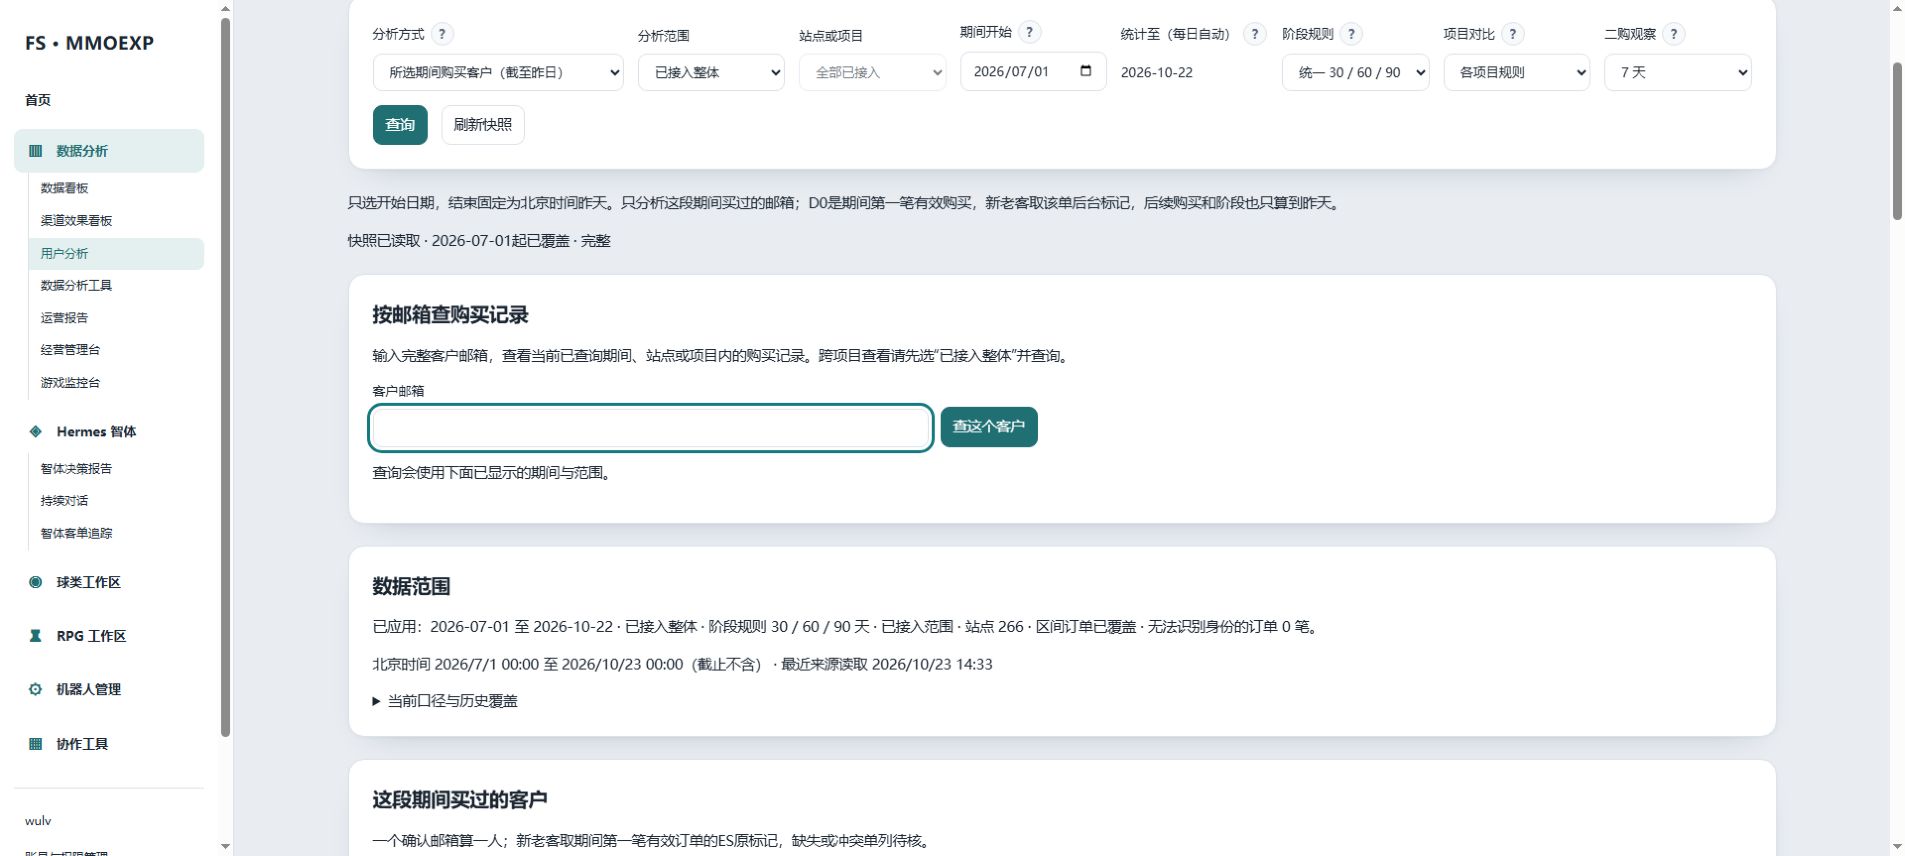 FS • MMOEXP
首页
数据分析
数据看板
渠道效果看板
用户分析
数据分析工具
运营报告
经营管理台
游戏监控台
Hermes 智体
智体决策报告
持续对话
智体客单追踪
球类工作区
RPG 工作区
机器人管理
协作工具
wulv
账号与权限管理
分析方式 ?
所选期间购买客户（截至昨日）
分析范围
已接入整体
站点或项目
全部已接入
期间开始 ?
2026/07/01
统计至（每日自动） ?
2026-10-22
阶段规则 ?
统一 30 / 60 / 90
项目对比 ?
各项目规则
二购观察 ?
7 天
查询 刷新快照
只选开始日期，结束固定为北京时间昨天。只分析这段期间买过的邮箱；D0是期间第一笔有效购买，新老客取该单后台标记，后续购买和阶段也只算到昨天。
快照已读取 · 2026-07-01起已覆盖 · 完整
按邮箱查购买记录
输入完整客户邮箱，查看当前已查询期间、站点或项目内的购买记录。跨项目查看请先选“已接入整体”并查询。
客户邮箱
查这个客户
查询会使用下面已显示的期间与范围。
数据范围
已应用：2026-07-01 至 2026-10-22 · 已接入整体 · 阶段规则 30 / 60 / 90 天 · 已接入范围 · 站点 266 · 区间订单已覆盖 · 无法识别身份的订单 0 笔。
北京时间 2026/7/1 00:00 至 2026/10/23 00:00（截止不含） · 最近来源读取 2026/10/23 14:33
▶ 当前口径与历史覆盖
这段期间买过的客户
一个确认邮箱算一人；新老客取期间第一笔有效订单的ES原标记，缺失或冲突单列待核。